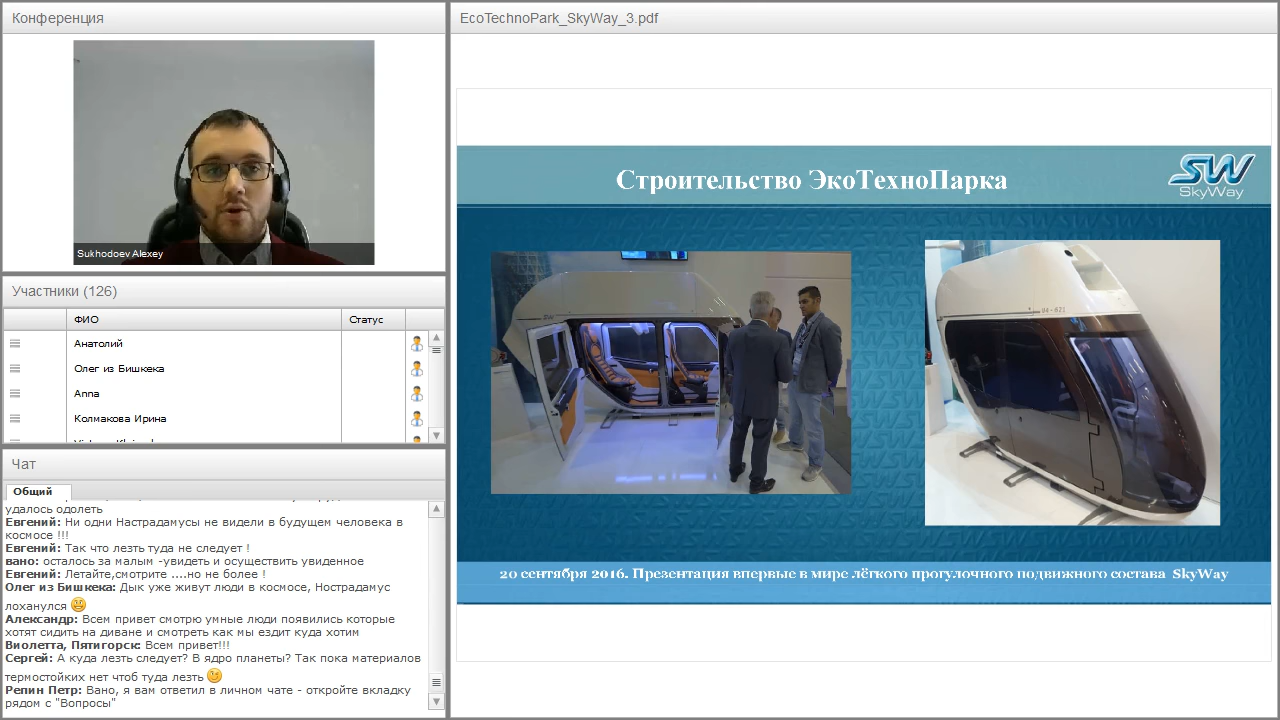 Конференция
Sukhodoev Alexey
Участники (126)
ФИО
Статус
Анатолий
Олег из Бишкека
Anna
Колмакова Ирина
Чат
Общий
удалось одолеть
Евгений: Ни одни Настрадамусы не видели в будущем человека в
космосе !!!
Евгений: Так что лезть туда не следует !
вано: осталось за малым -увидеть и осуществить увиденное
Евгений: Летайте,смотрите ....но не более !
Олег из Бишкека: Дык уже живут люди в космосе, Нострадамус
лоханулся
Александр: Всем привет смотрю умные люди появились которые
хотят сидить на диване и смотреть как мы ездит куда хотим
Виолетта, Пятигорск: Всем привет!!!
Сергей: А куда лезть следует? В ядро планеты? Так пока материалов
термостойких нет чтоб туда лезть
Репин Петр: Вано, я вам ответил в личном чате - откройте вкладку
рядом с "Вопросы"
EcoTechnoPark_SkyWay_3.pdf
Строительство ЭкоТехноПарка
SW
SkyWay
20 сентября 2016. Презентация впервые в мире лёгкого прогулочного подвижного состава SkyWay